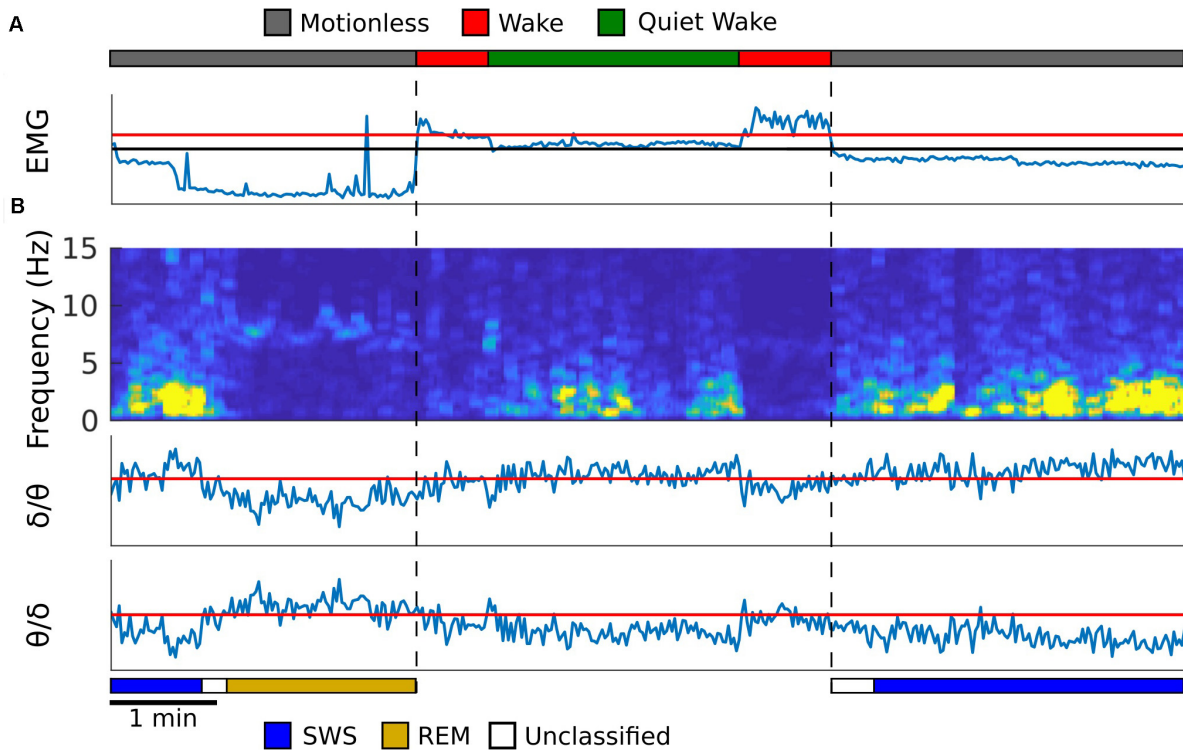 A
Motionless
Wake
Quiet Wake
EMG
B
Frequency (Hz)
15
10
5
0
δ/θ
θ/δ
1 min
SWS
REM
Unclassified